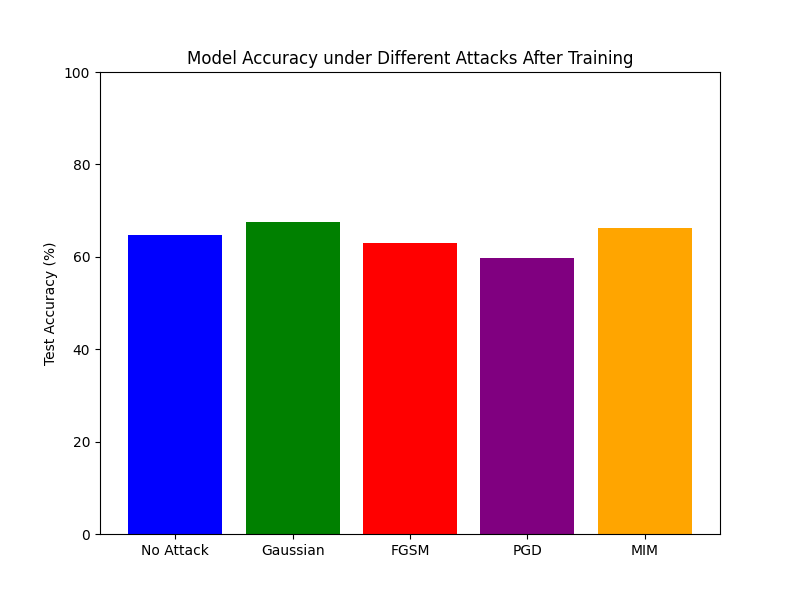 Model Accuracy under Different Attacks After Training
Test Accuracy (%)
100
80
60
40
20
0
No Attack
Gaussian
FGSM
PGD
MIM